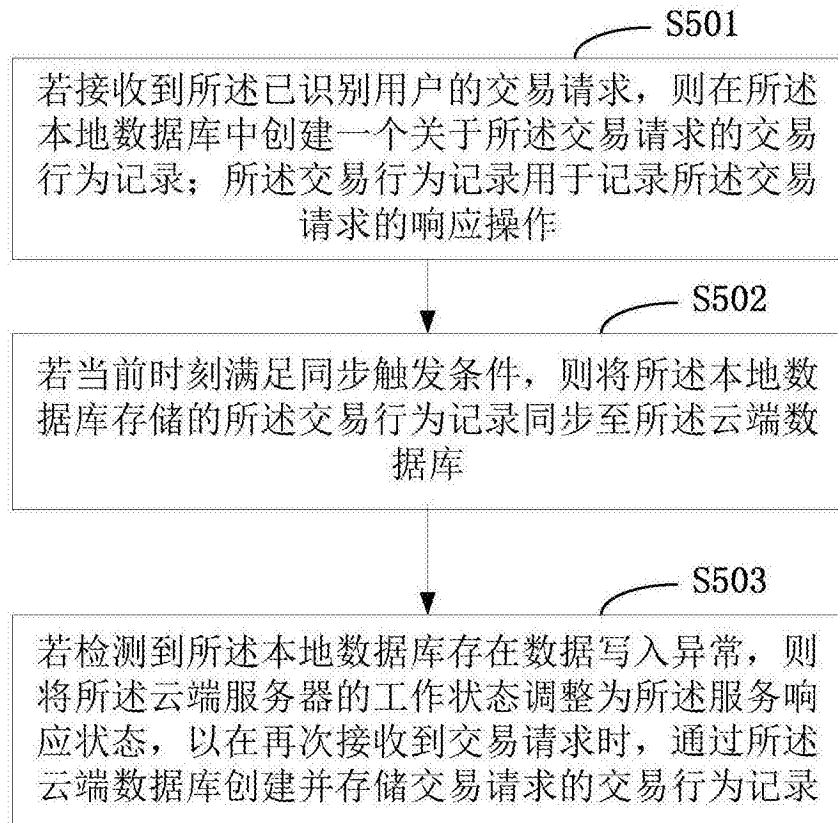 S501
若接收到所述已识别用户的交易请求，则在所述
本地数据库中创建一个关于所述交易请求的交易
行为记录；所述交易行为记录用于记录所述交易
请求的响应操作
S502
若当前时刻满足同步触发条件，则将所述本地数
据库存储的所述交易行为记录同步至所述云端数
据库
S503
若检测到所述本地数据库存在数据写入异常，则
将所述云端服务器的工作状态调整为所述服务响
应状态，以在再次接收到交易请求时，通过所述
云端数据库创建并存储交易请求的交易行为记录